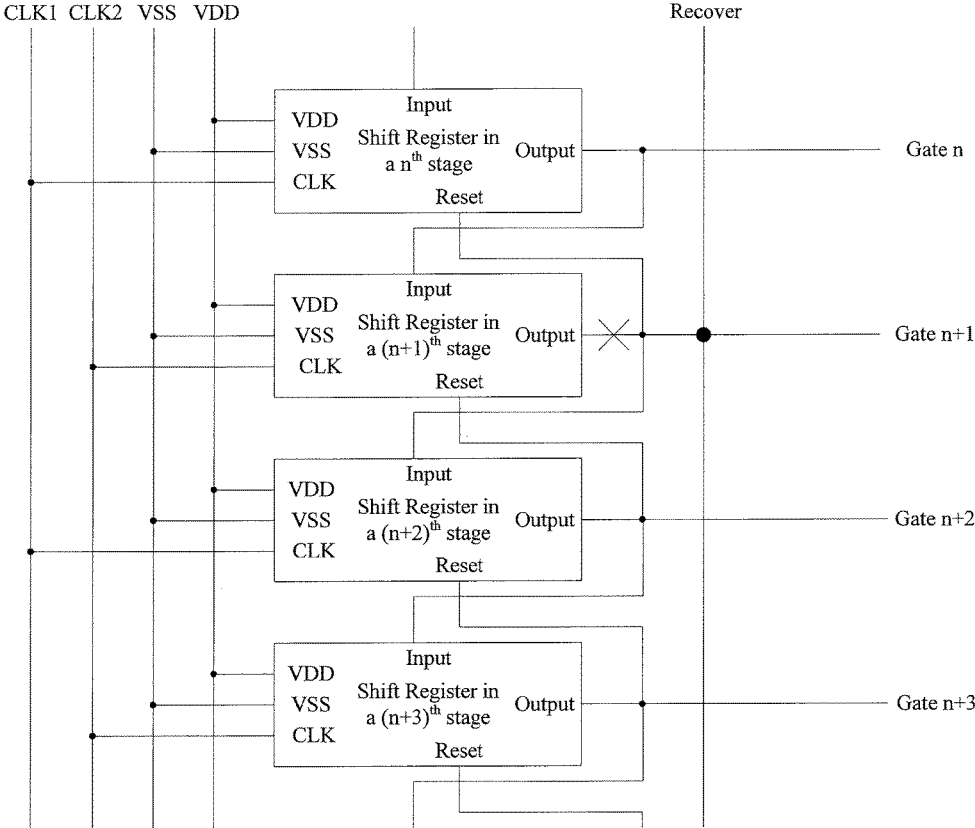 CLK1 CLK2 VSS VDD Recover
Input
VDD
Shift Register in
a nth stage
VSS
Output
CLK
Reset
Gate n
Input
VDD
Shift Register in
a (n+1)th stage
VSS
Output
CLK
Reset
Gate n+1
Input
VDD
Shift Register in
a (n+2)th stage
VSS
Output
CLK
Reset
Gate n+2
Input
VDD
Shift Register in
a (n+3)th stage
VSS
Output
CLK
Reset
Gate n+3